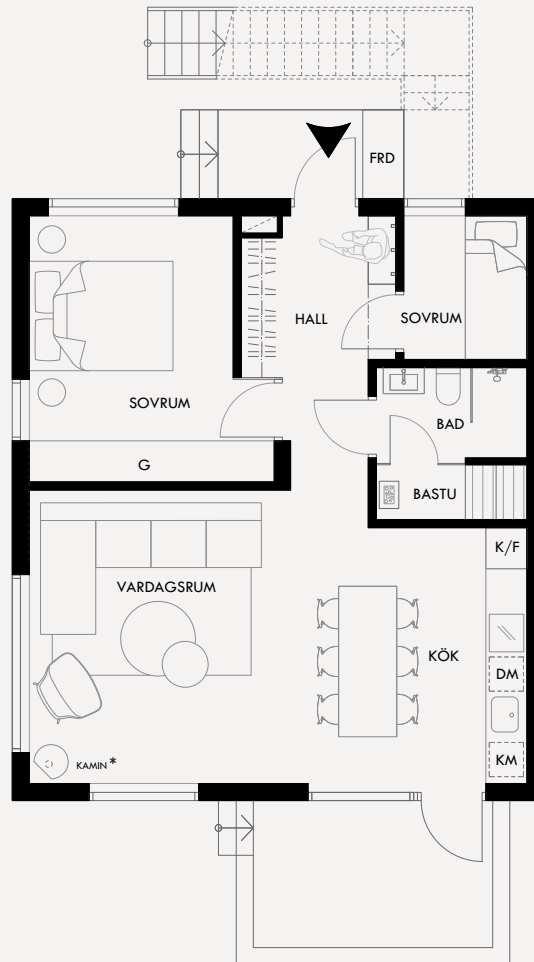 FRD
HALL
SOVRUM
SOVRUM
BAD
G
BASTU
K/F
VARDAGSRUM
KÖK
DM
KAMIN*
KM